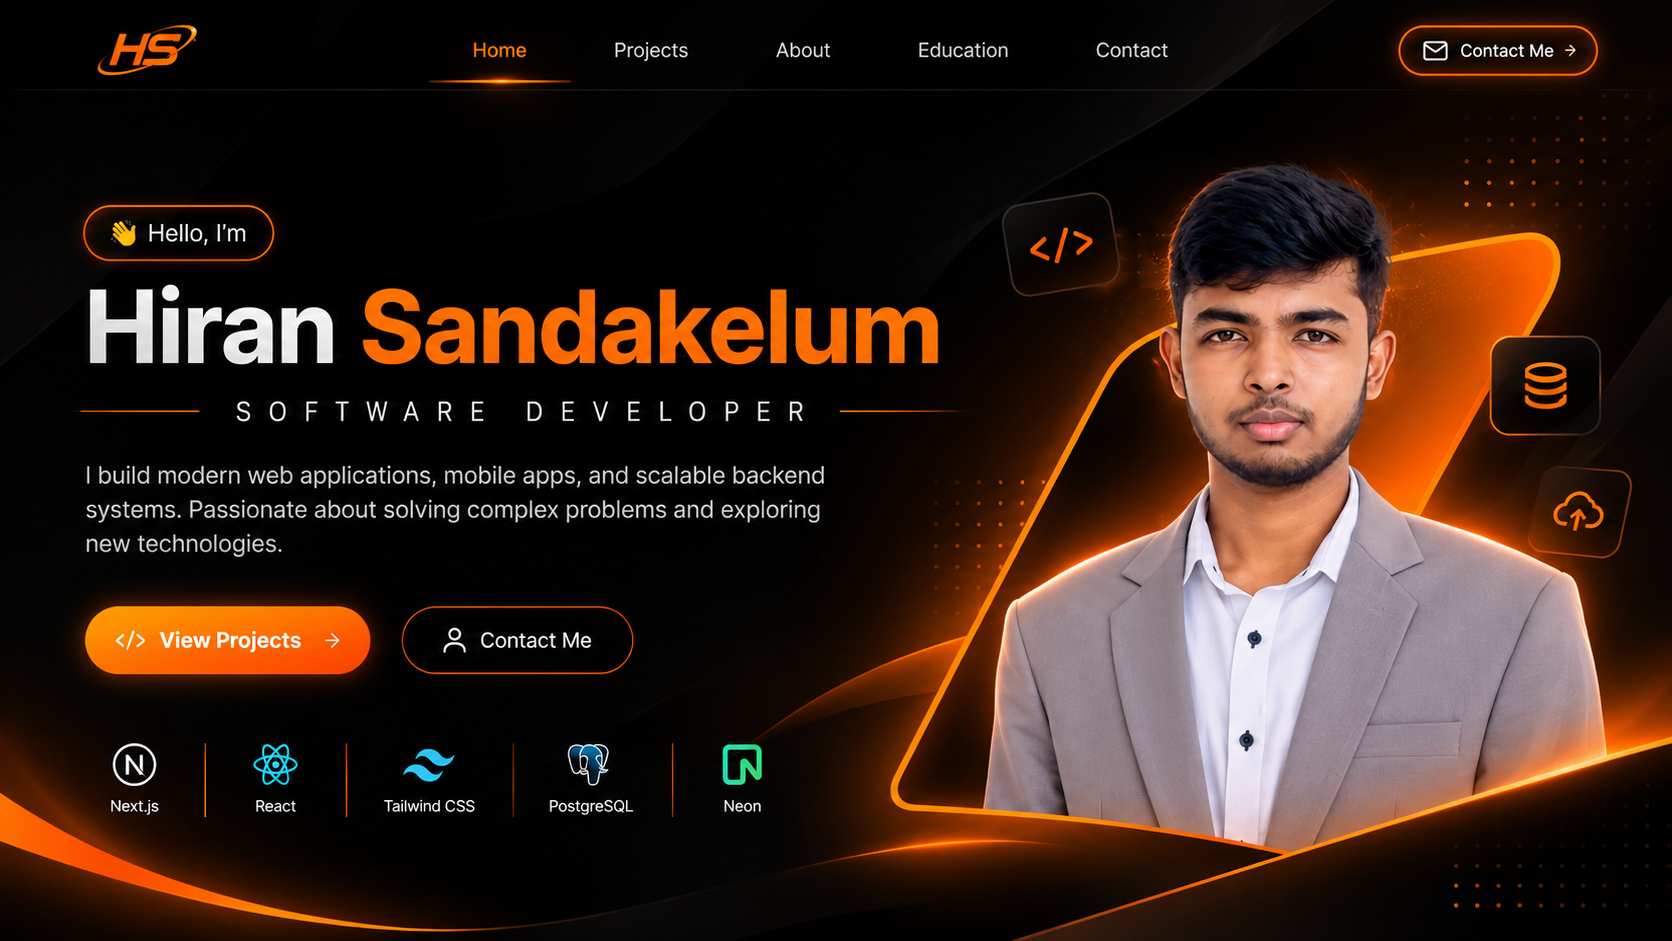 HS
Home
Projects
About
Education
Contact
Contact Me
Hello, I'm
Hiran Sandakelum
SOFTWARE DEVELOPER
I build modern web applications, mobile apps, and scalable backend
systems. Passionate about solving complex problems and exploring
new technologies.
</> View Projects
Contact Me
Next.js
React
Tailwind CSS
PostgreSQL
Neon
</>